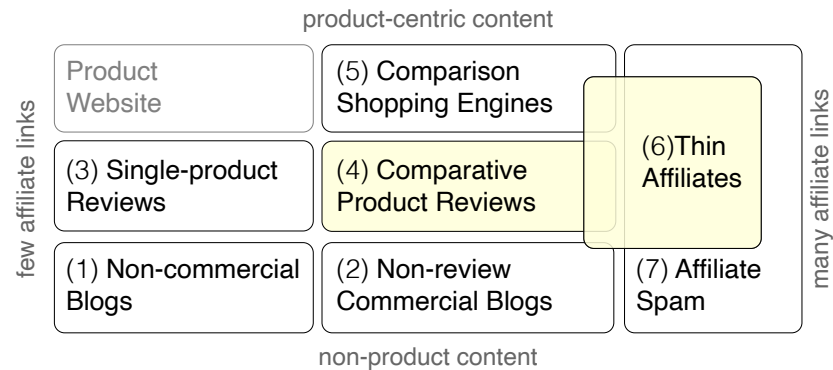 product-centric content
few affiliate links
Product
Website
(5) Comparison
Shopping Engines
(3) Single-product
Reviews
(4) Comparative
Product Reviews
(6)Thin
Affiliates
(1) Non-commercial
Blogs
(2) Non-review
Commercial Blogs
(7) Affiliate
Spam
many affiliate links
non-product content